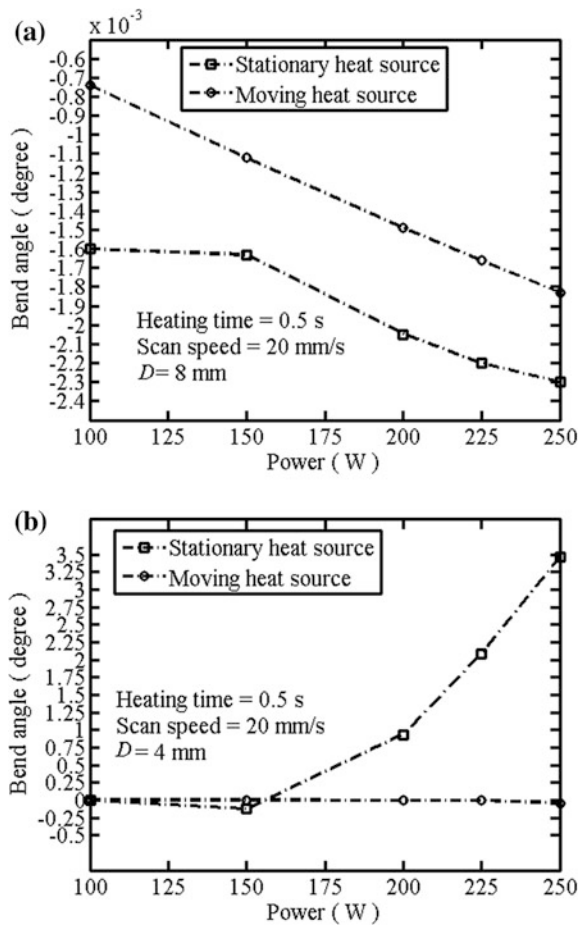 (a)
x 10-3
-0.6
-0.7
-0.8
-0.9
-1
-1.1
-1.2
-1.3
-1.4
-1.5
-1.6
-1.7
-1.8
-1.9
-2
-2.1
-2.2
-2.3
-2.4
Bend angle ( degree )
Stationary heat source
Moving heat source
Heating time = 0.5 s
Scan speed = 20 mm/s
D= 8 mm
100 125 150 175 200 225 250
Power ( W )
(b)
3.5
3.25
3
2.75
2.5
2.25
2
1.75
1.5
1.25
1
0.75
0.5
0.25
0
-0.25
-0.5
Bend angle ( degree )
Stationary heat source
Moving heat source
Heating time = 0.5 s
Scan speed = 20 mm/s
D= 4 mm
100 125 150 175 200 225 250
Power ( W )